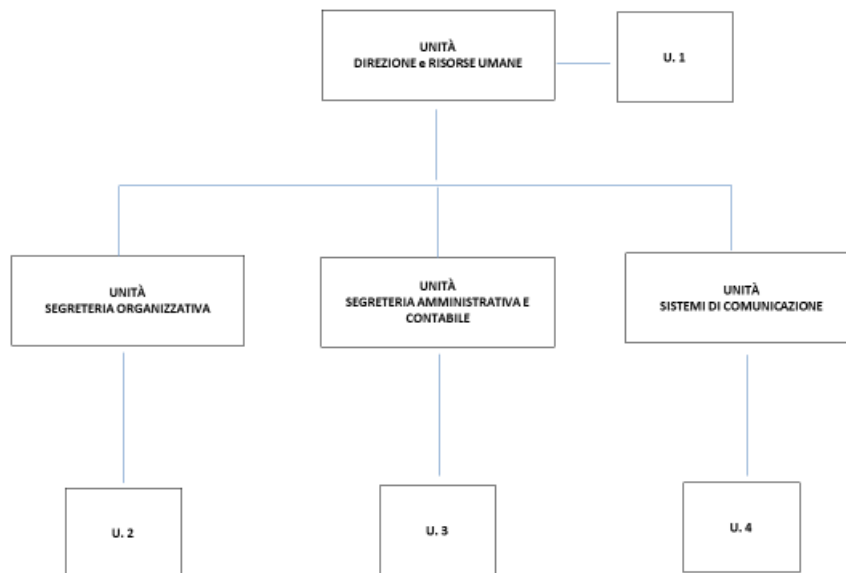 UNITÀ
DIREZIONE e RISORSE UMANE
U. 1
UNITÀ
SEGRETERIA ORGANIZZATIVA
UNITÀ
SEGRETERIA AMMINISTRATIVA E
CONTABILE
UNITÀ
SISTEMI DI COMUNICAZIONE
U. 2
U. 3
U. 4